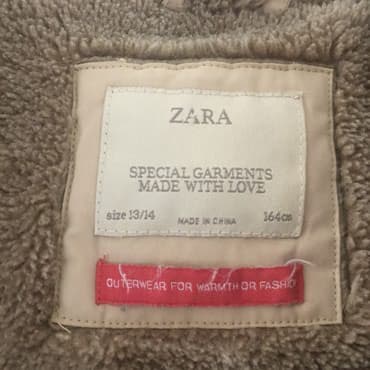 ZARA
SPECIAL GARMENTS
MADE WITH LOVE
size 13/14 MADE IN CHINA 164cm
OUTERWEAR FOR WARMTH OR FASHIO